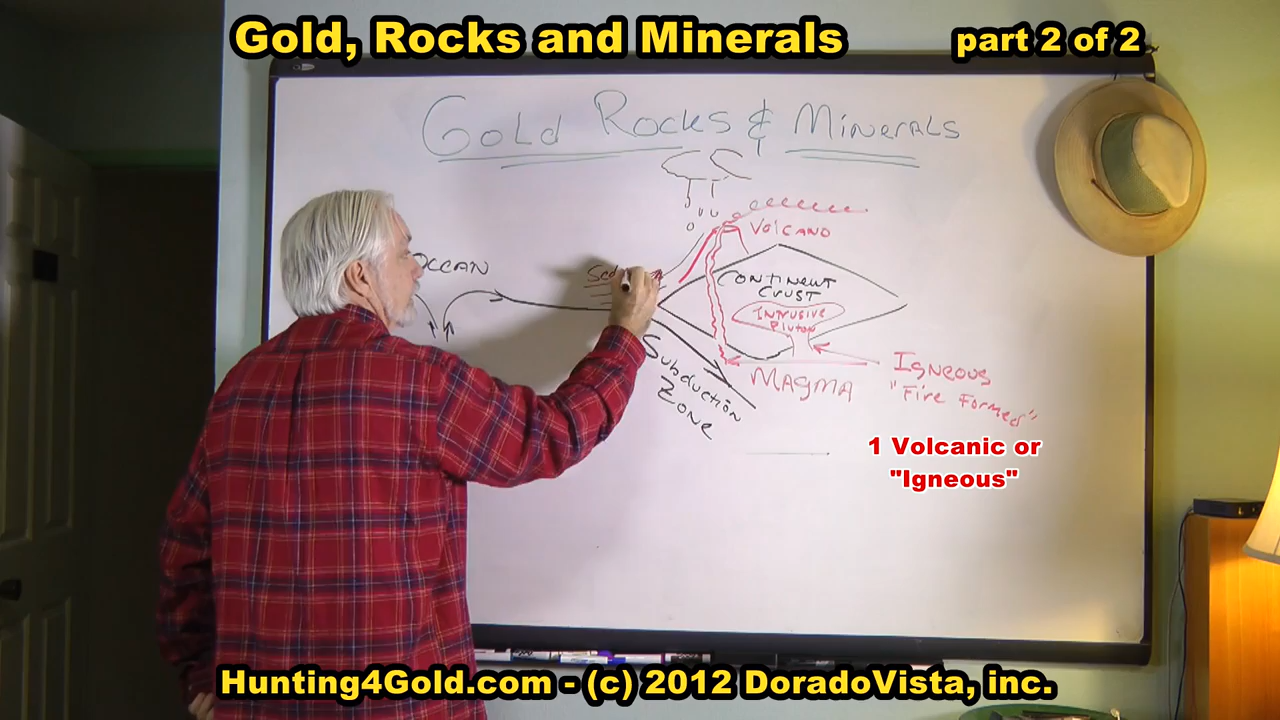 Gold, Rocks and Minerals
part 2 of 2
Gold Rocks & Minerals
Volcano
OCEAN
Sed
CONTINENT
CRUST
INTRUSIVE
Pluton
Subduction
Zone
MAGMA
IGNEOUS
"Fire Formed"
1 Volcanic or
"Igneous"
Hunting4Gold.com - (c) 2012 DoradoVista, inc.